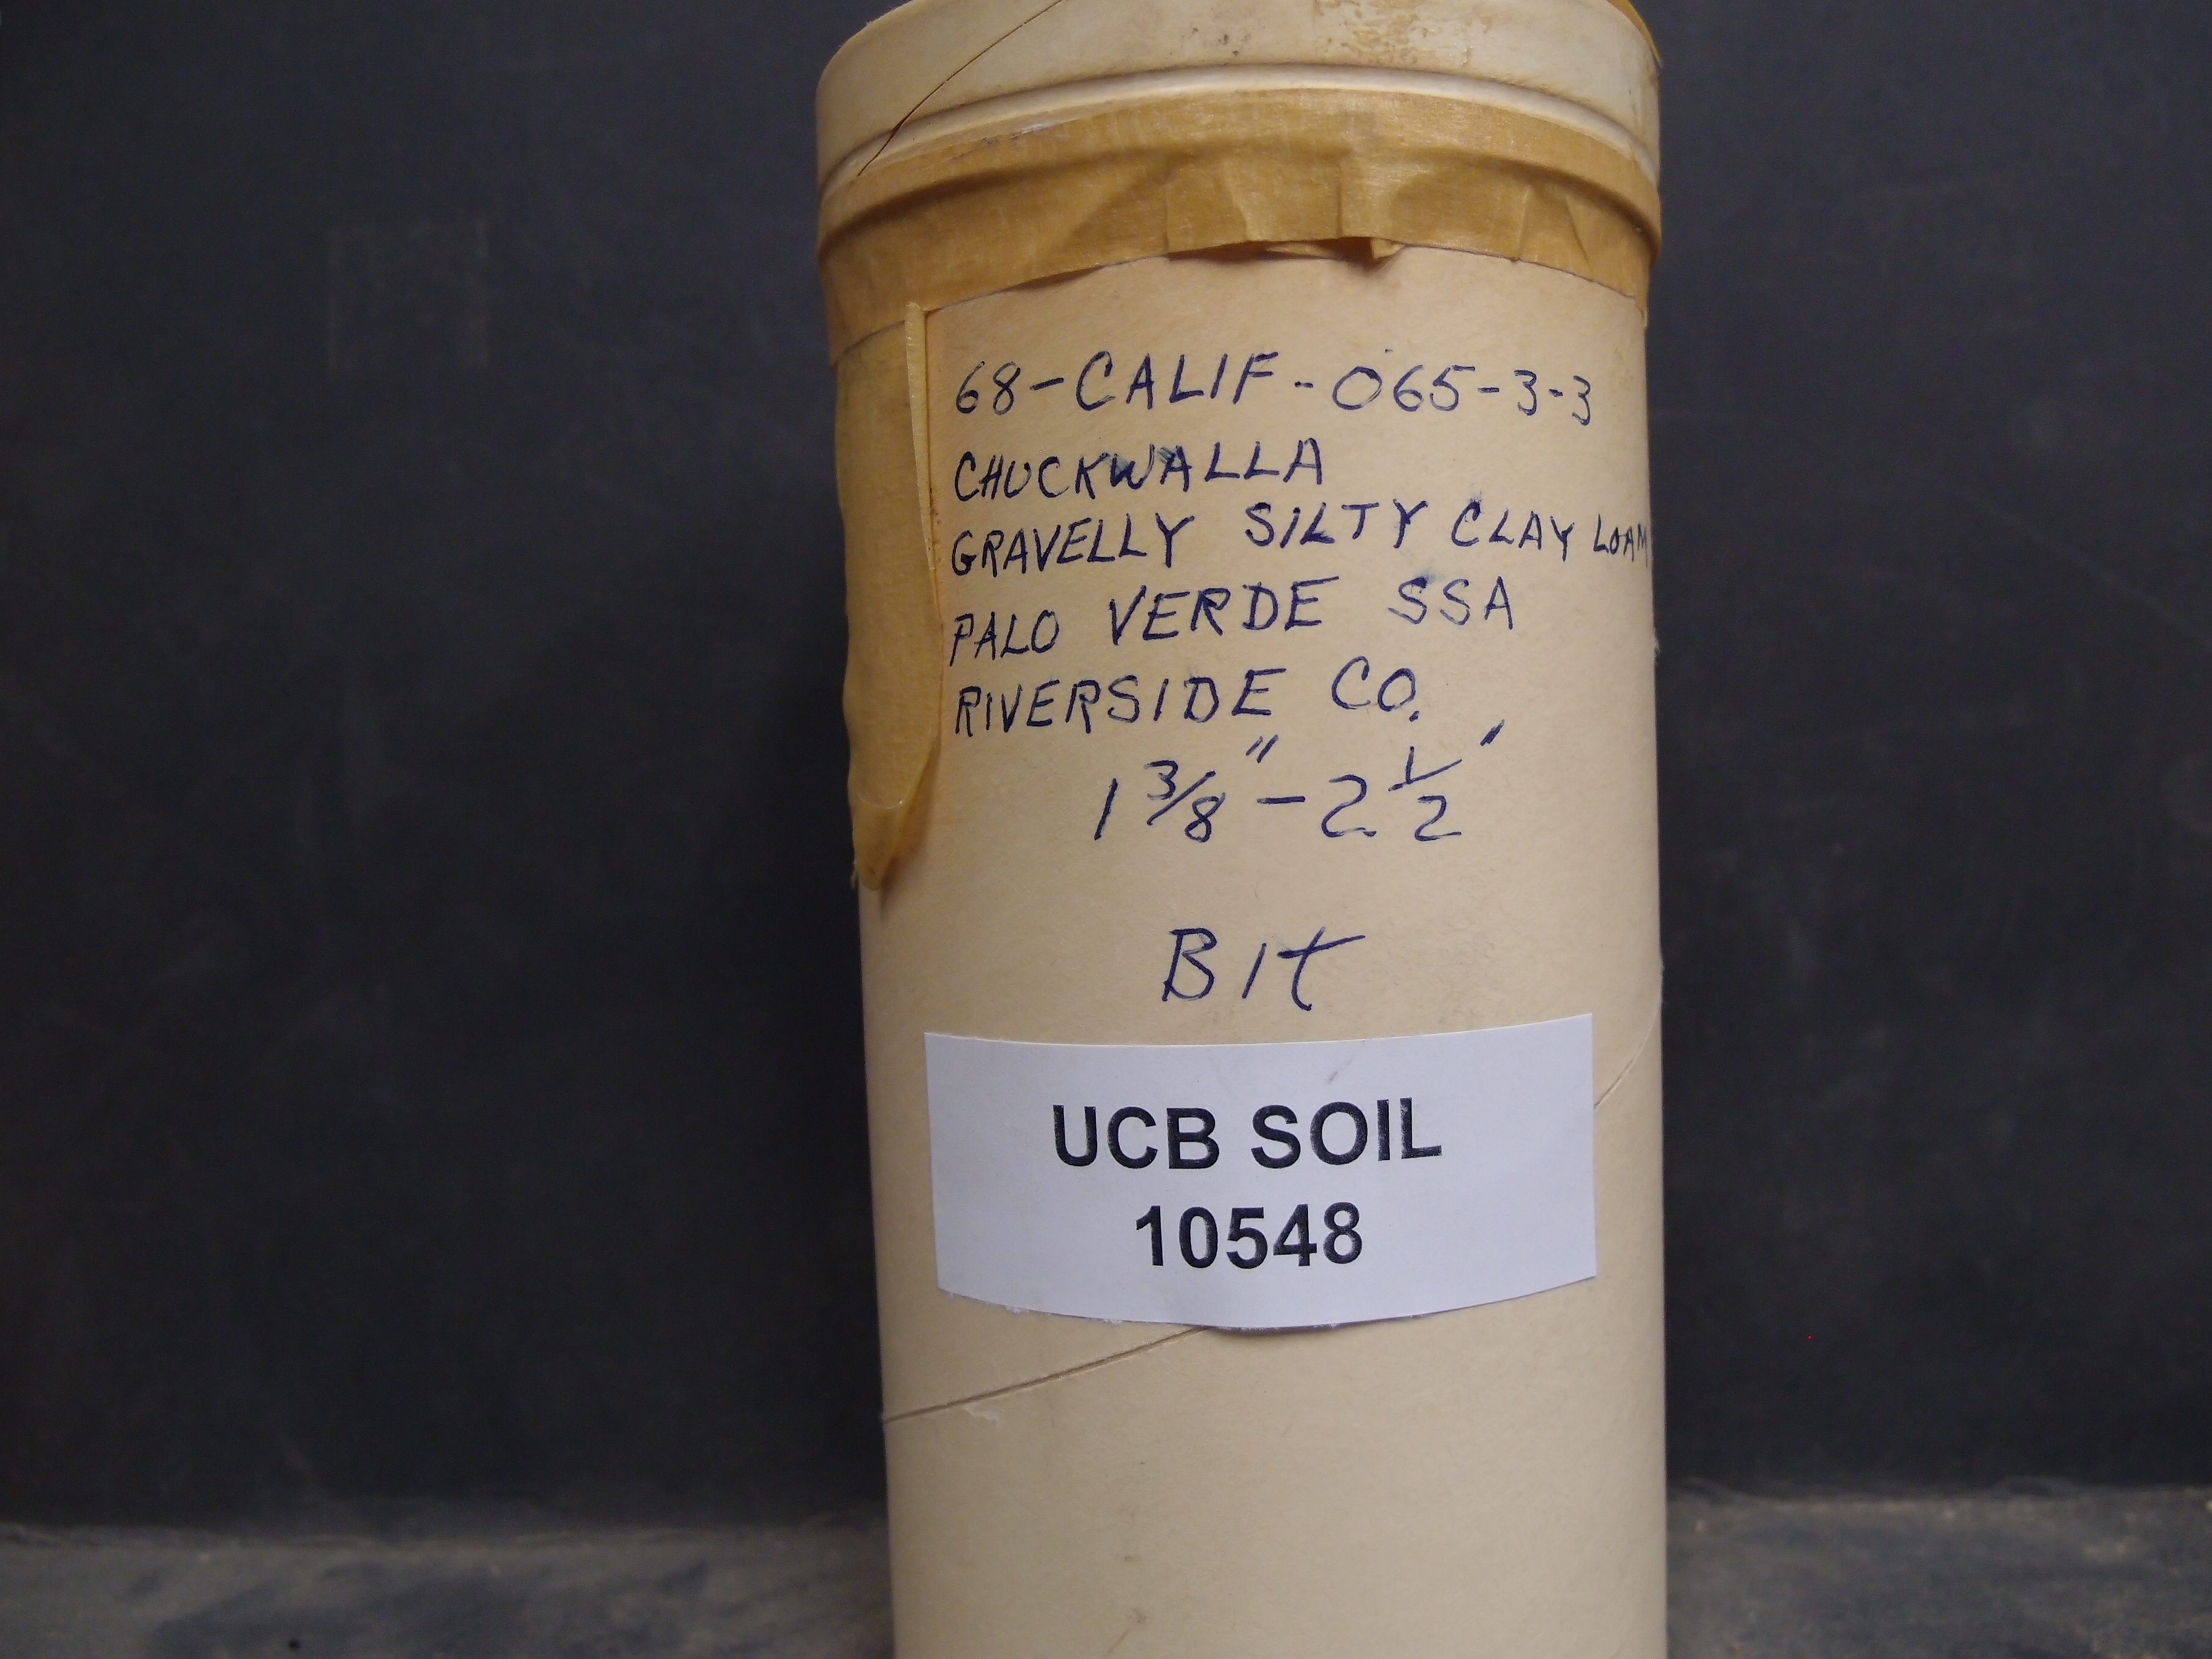 68-CALIF-065-3-3
CHUCKWALLA
GRAVELLY SILTY CLAY LOAM
PALO VERDE SSA
RIVERSIDE CO.
1 3/8" - 2 1/2"
B1t
UCB SOIL
10548